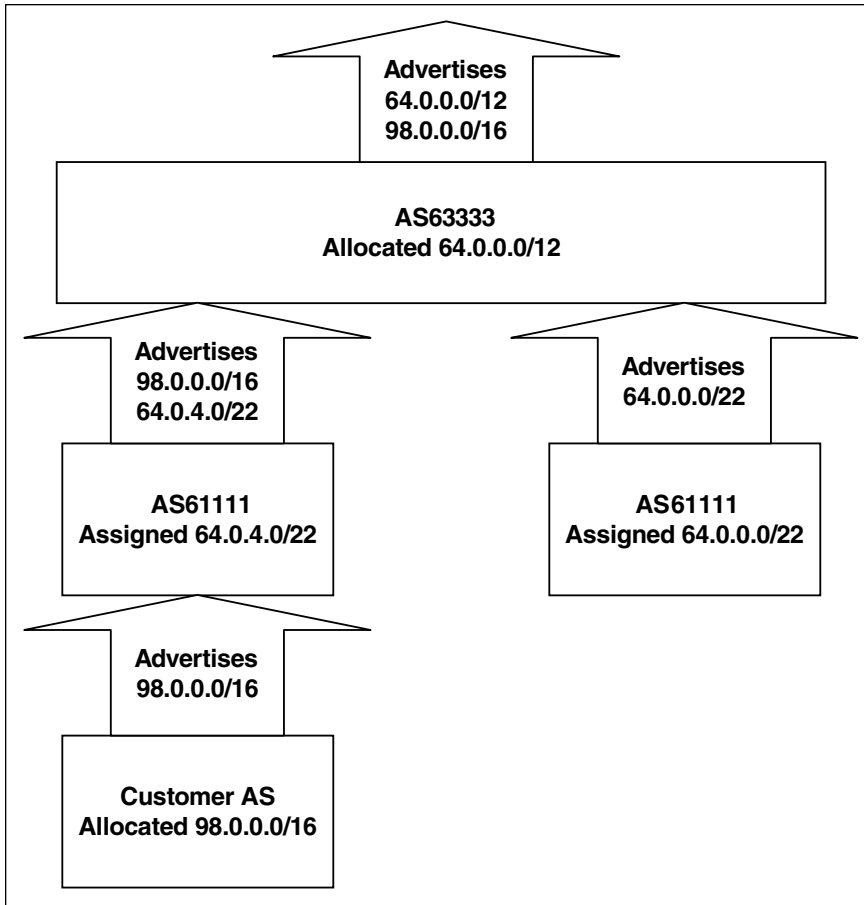 Advertises
64.0.0.0/12
98.0.0.0/16
AS63333
Allocated 64.0.0.0/12
Advertises
98.0.0.0/16
64.0.4.0/22
Advertises
64.0.0.0/22
AS61111
Assigned 64.0.4.0/22
AS61111
Assigned 64.0.0.0/22
Advertises
98.0.0.0/16
Customer AS
Allocated 98.0.0.0/16